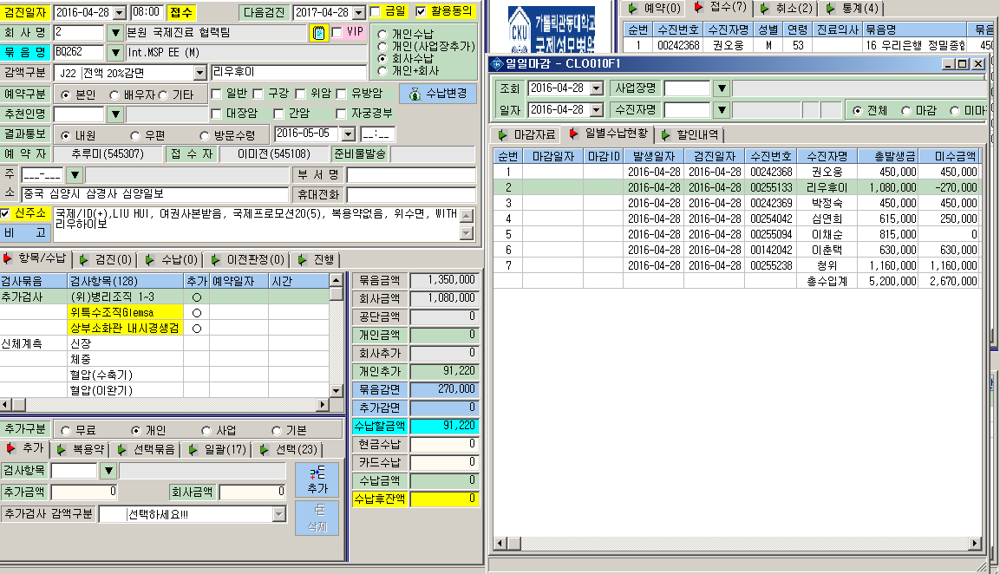 검진일자 2016-04-28 08:00 접수 다음검진 2017-04-28 금일 활용동의
회 사 명 2 본원 국제진료 협력팀 VIP
묶 음 명 BQ262 Int.MSP EE (M)
개인수납
개인(사업장추가)
회사수납
개인+회사
감액구분 J22 전액 20%감면 리우후이
예약구분 본인 배우자 기타 일반 구강 위암 유방암 수납변경
추천인명 대장암 간암 자궁경부
결과통보 내원 우편 방문수령 2016-05-05 __:__
예 약 자 추루미(545307) 접 수 자 이미전(545108) 준비물발송
주 ___-___ 부 서 명
소 중국 심양시 삼경사 심양일보 휴대전화
신주소 국제/ID(+),LIU HUI, 여권사본받음, 국제프로모션20(5), 복용약없음, 위수면, WITH
비 고 리우하이보
항목/수납 검진(0) 수납(0) 이전판정(0) 진행
검사묶음 검사항목(128) 추가 예약일자 시간
추가검사 (위)병리조직 1~3 ○
위특수조직Giemsa ○
상부소화관 내시경생검 ○
신체계측 신장
체중
혈압(수축기)
혈압(이완기)
추가구분 무료 개인 사업 기본
추가 복용약 선택묶음 일괄(17) 선택(23)
검사항목 추가
추가금액 0 회사금액 0
추가검사 감액구분 선택하세요!!! 삭제
묶음금액 1,350,000
회사금액 1,080,000
공단금액 0
개인금액 0
회사추가 0
개인추가 91,220
묶음감면 270,000
추가감면 0
수납할금액 91,220
현금수납 0
카드수납 0
수납금액 0
수납후잔액 0
CKU 가톨릭관동대학교
국제성모병원
예약(0) 접수(7) 취소(2) 통계(4)
순번 수진번호 수진자명 성별 연령 진료의사 묶음명 묶음
1 00242368 권오웅 M 53 16 우리은행 정밀종합 450
일일마감 - CL0010F1
조회 2016-04-28 사업장명
일자 2016-04-28 수진자명 전체 마감 미마
마감자료 일별수납현황 할인내역
순번 마감일자 마감ID 발생일자 검진일자 수진번호 수진자명 총발생금 미수금액
1 2016-04-28 2016-04-28 00242368 권오웅 450,000 450,000
2 2016-04-28 2016-04-28 00255133 리우후이 1,080,000 -270,000
3 2016-04-28 2016-04-28 00242369 박정숙 450,000 450,000
4 2016-04-28 2016-04-28 00254042 심연희 615,000 250,000
5 2016-04-28 2016-04-28 00255094 이채순 815,000 0
6 2016-04-28 2016-04-28 00142042 이춘택 630,000 630,000
7 2016-04-28 2016-04-28 00255238 청위 1,160,000 1,160,000
총수입계 5,200,000 2,670,000